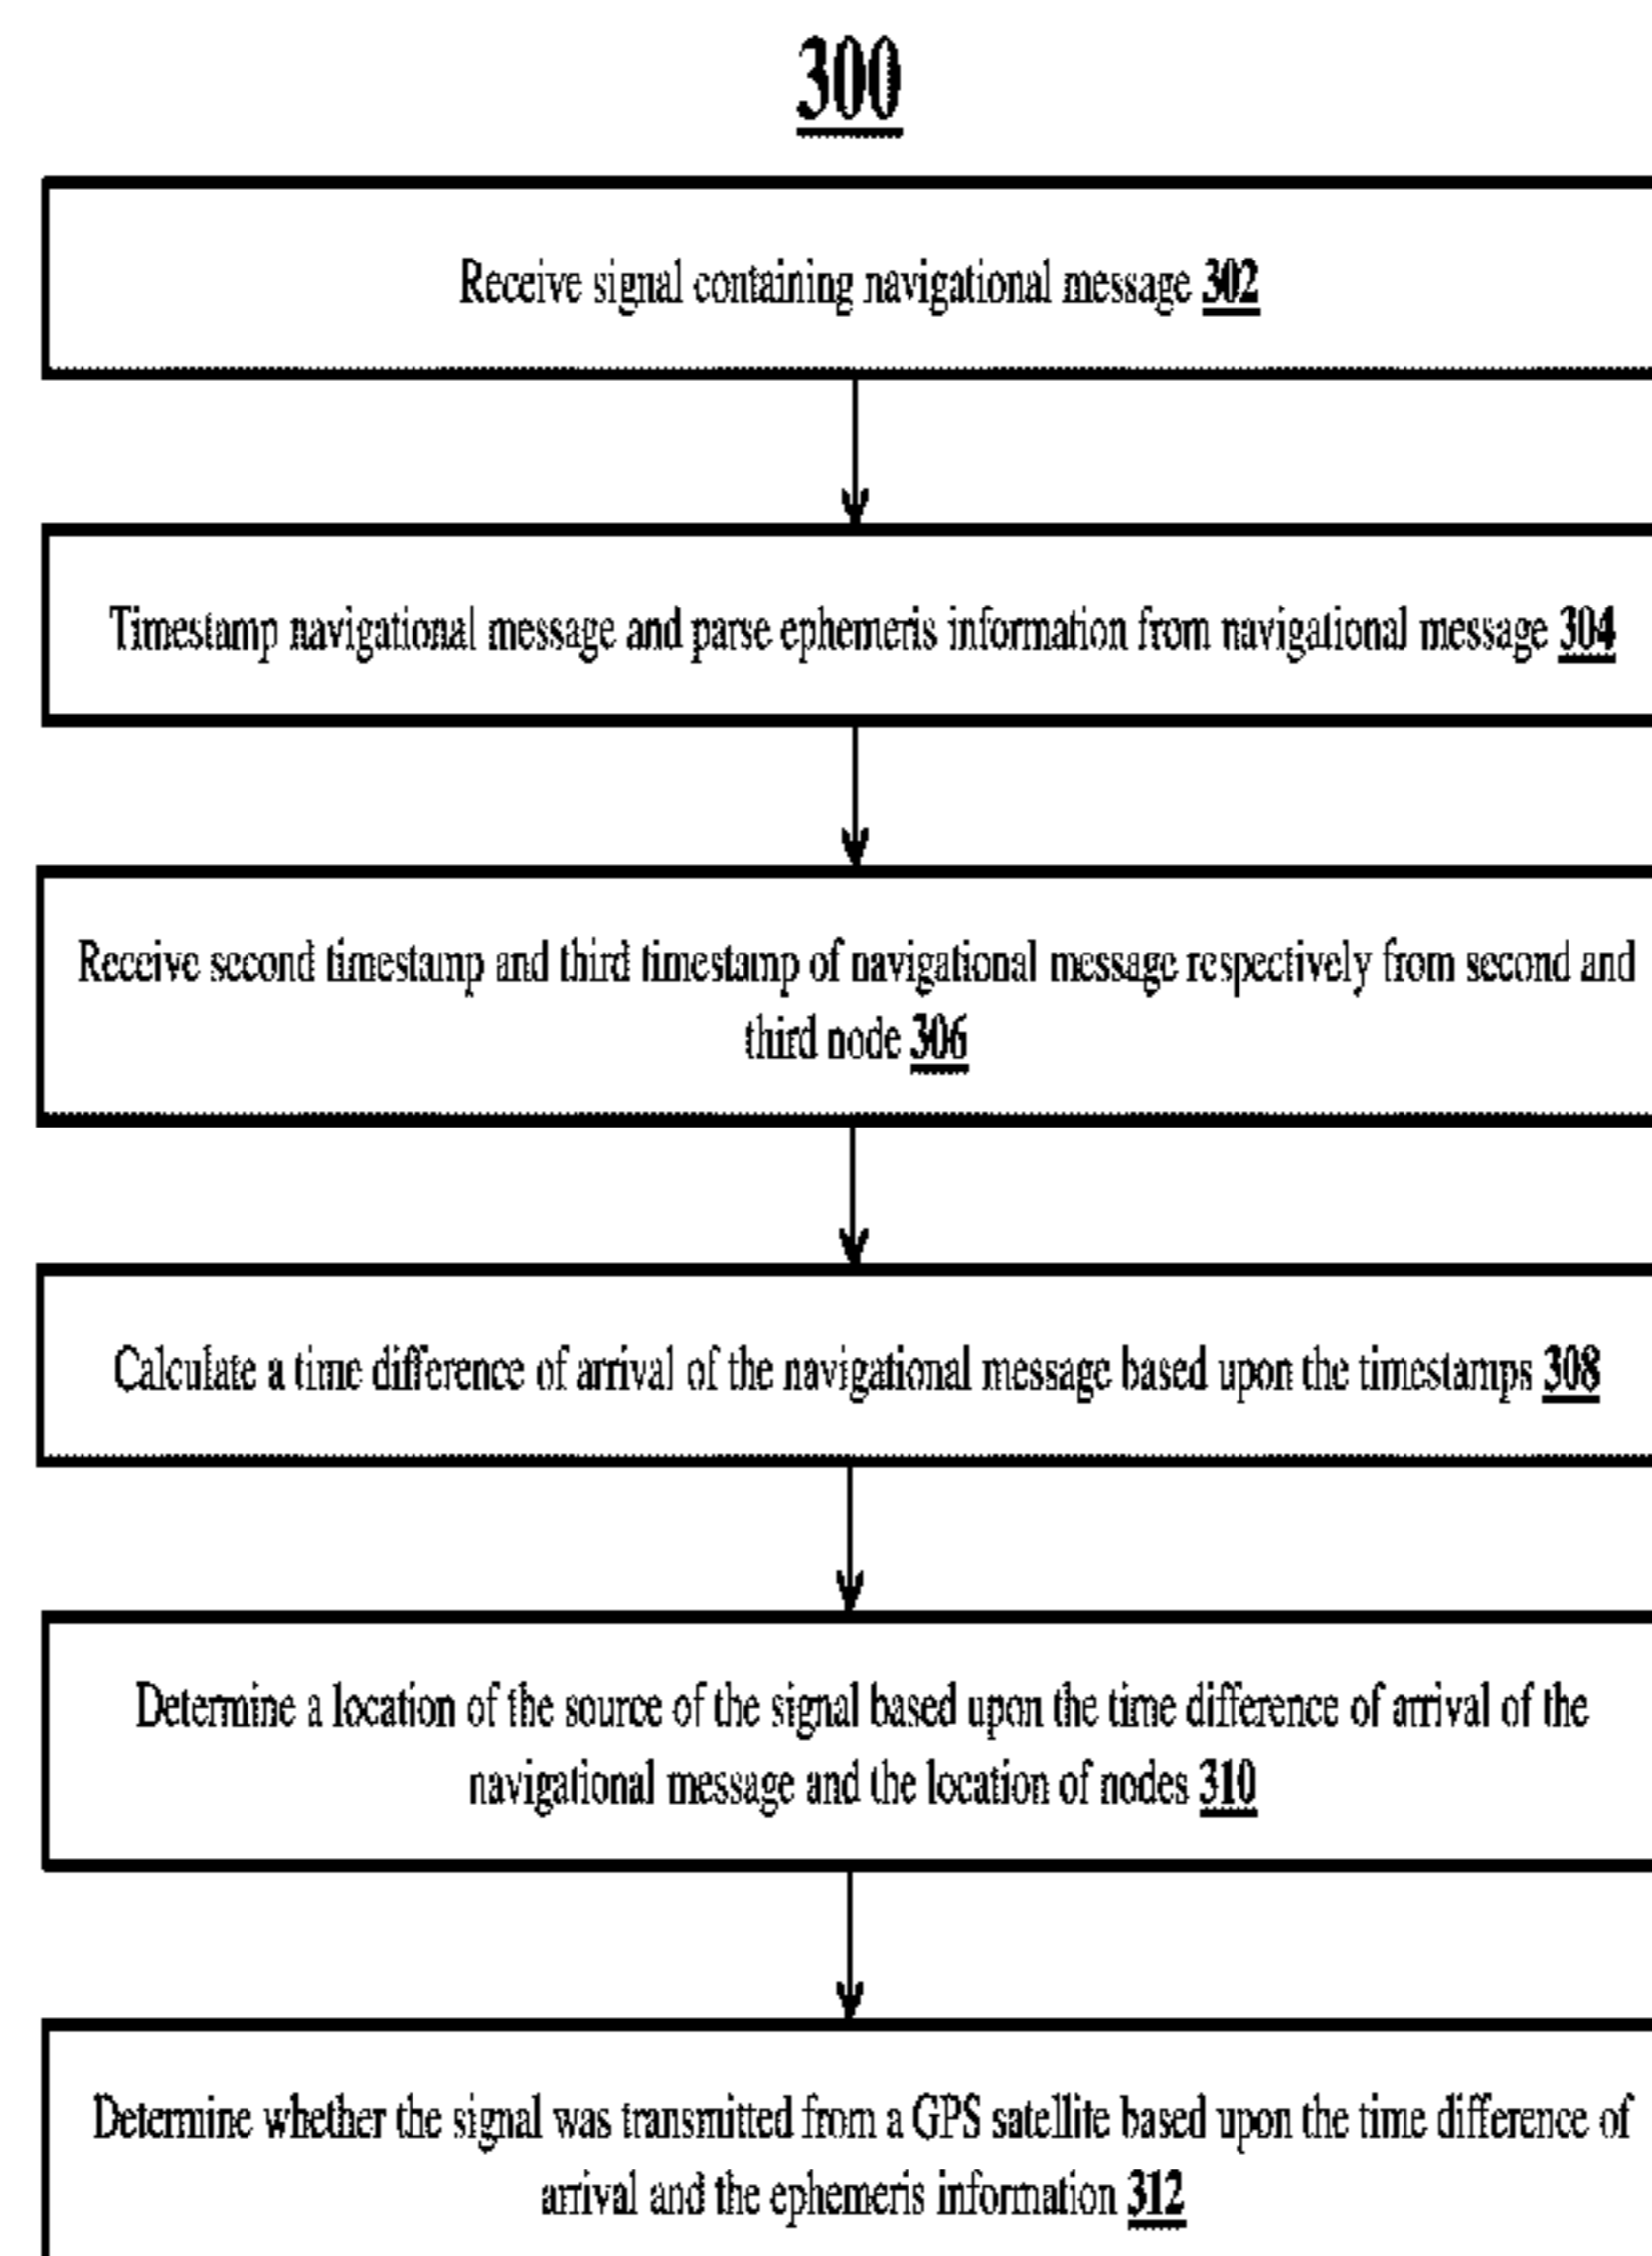 300
Receive signal containing navigational message 302
Timestamp navigational message and parse ephemeris information from navigational message 304
Receive second timestamp and third timestamp of navigational message respectively from second and
third node 306
Calculate a time difference of arrival of the navigational message based upon the timestamps 308
Determine a location of the source of the signal based upon the time difference of arrival of the
navigational message and the location of nodes 310
Determine whether the signal was transmitted from a GPS satellite based upon the time difference of
arrival and the ephemeris information 312